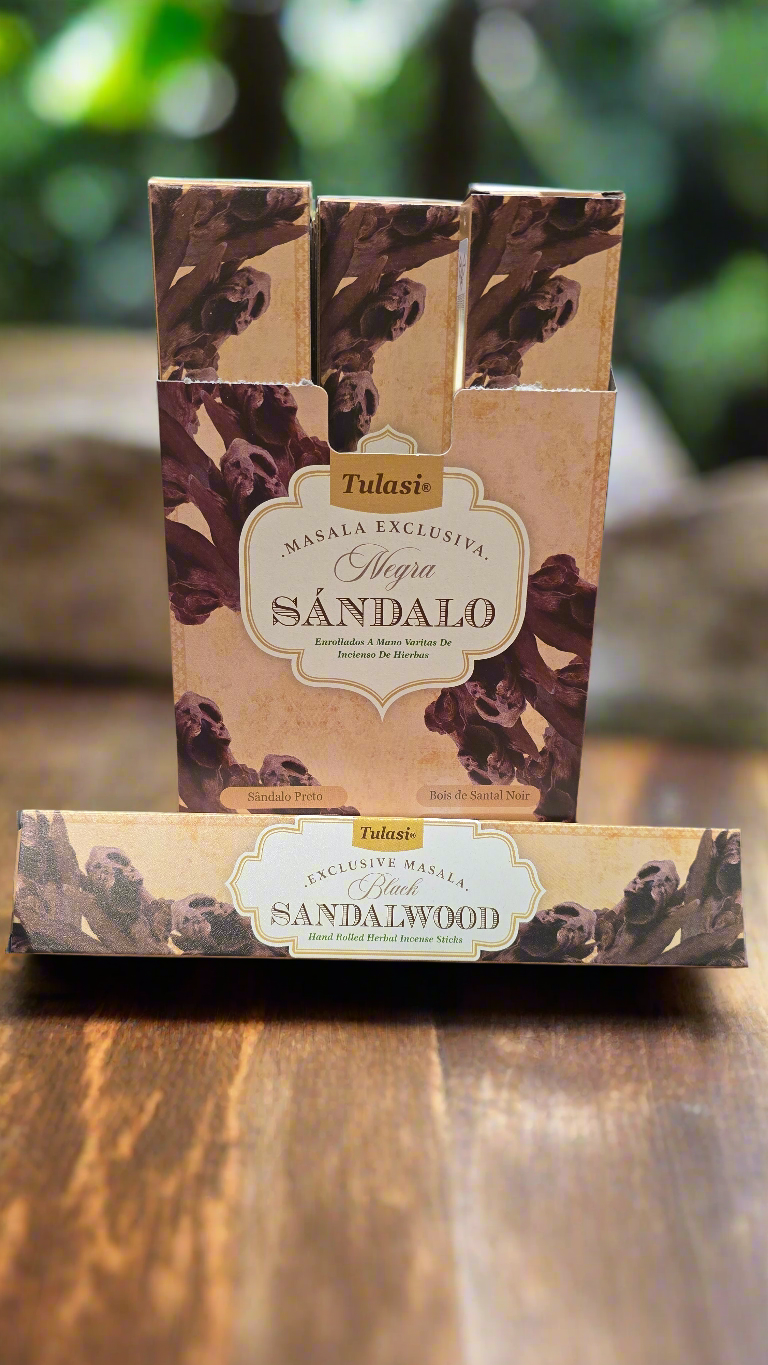 Tulasi®
·MASALA EXCLUSIVA.
Negra
SÁNDALO
Enrollados A Mano Varitas De
Incienso De Hierbas
Sândalo Preto
Bois de Santal Noir
Tulasi®
·EXCLUSIVE MASALA.
Black
SANDALWOOD
Hand Rolled Herbal Incense Sticks